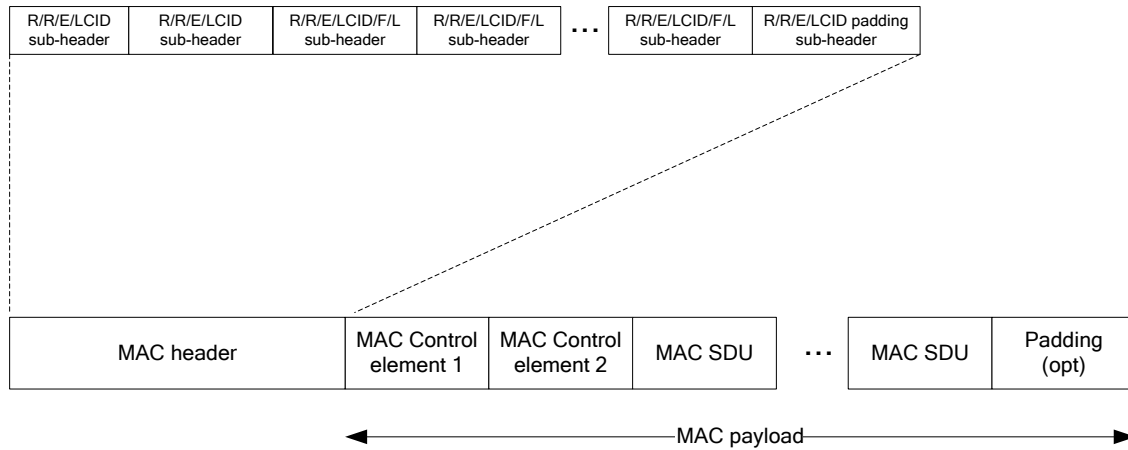 R/R/E/LCID
sub-header
R/R/E/LCID
sub-header
R/R/E/LCID/F/L
sub-header
R/R/E/LCID/F/L
sub-header
...
R/R/E/LCID/F/L
sub-header
R/R/E/LCID padding
sub-header
MAC header
MAC Control
element 1
MAC Control
element 2
MAC SDU
...
MAC SDU
Padding
(opt)
MAC payload